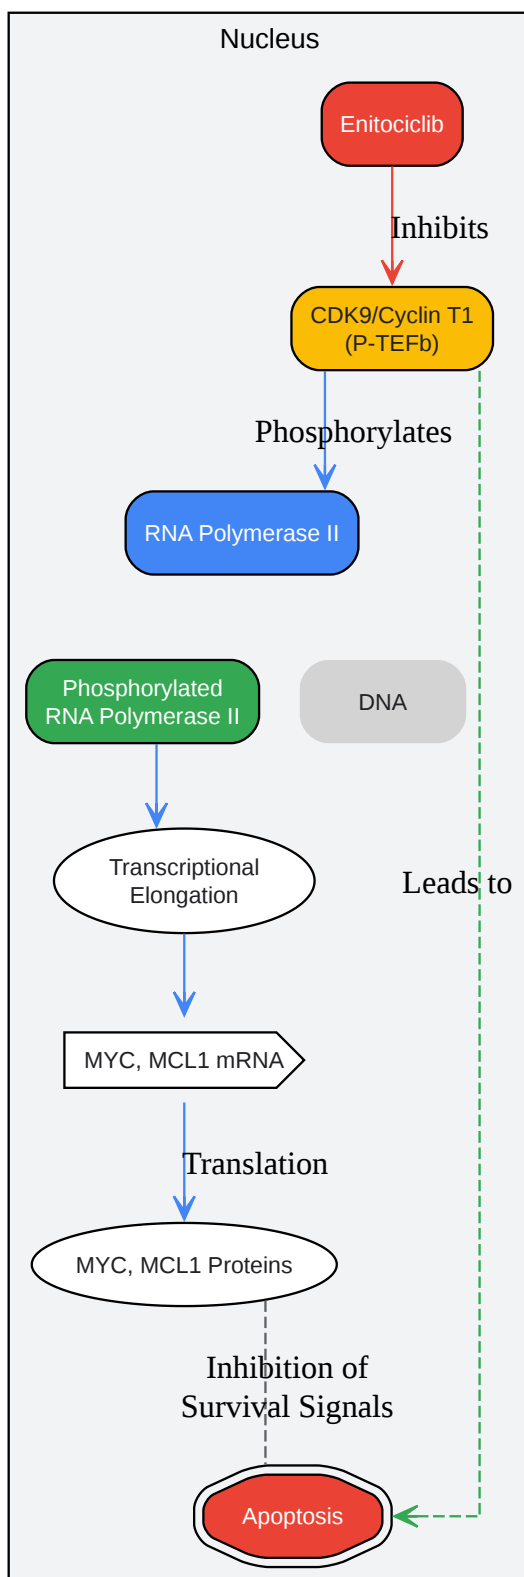 Nucleus
Enitociclib
Inhibits
CDK9/Cyclin T1
(P-TEFb)
Phosphorylates
RNA Polymerase II
Phosphorylated
RNA Polymerase II
DNA
Transcriptional
Elongation
Leads to
MYC, MCL1 mRNA
Translation
MYC, MCL1 Proteins
Inhibition of
Survival Signals
Apoptosis